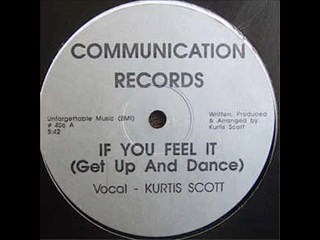 COMMUNICATION
RECORDS
Unforgettable Music (BMI)
# 406 A
5:42
Written, Produced
& Arranged by
Kurtis Scott
IF YOU FEEL IT
(Get Up And Dance)
Vocal - KURTIS SCOTT